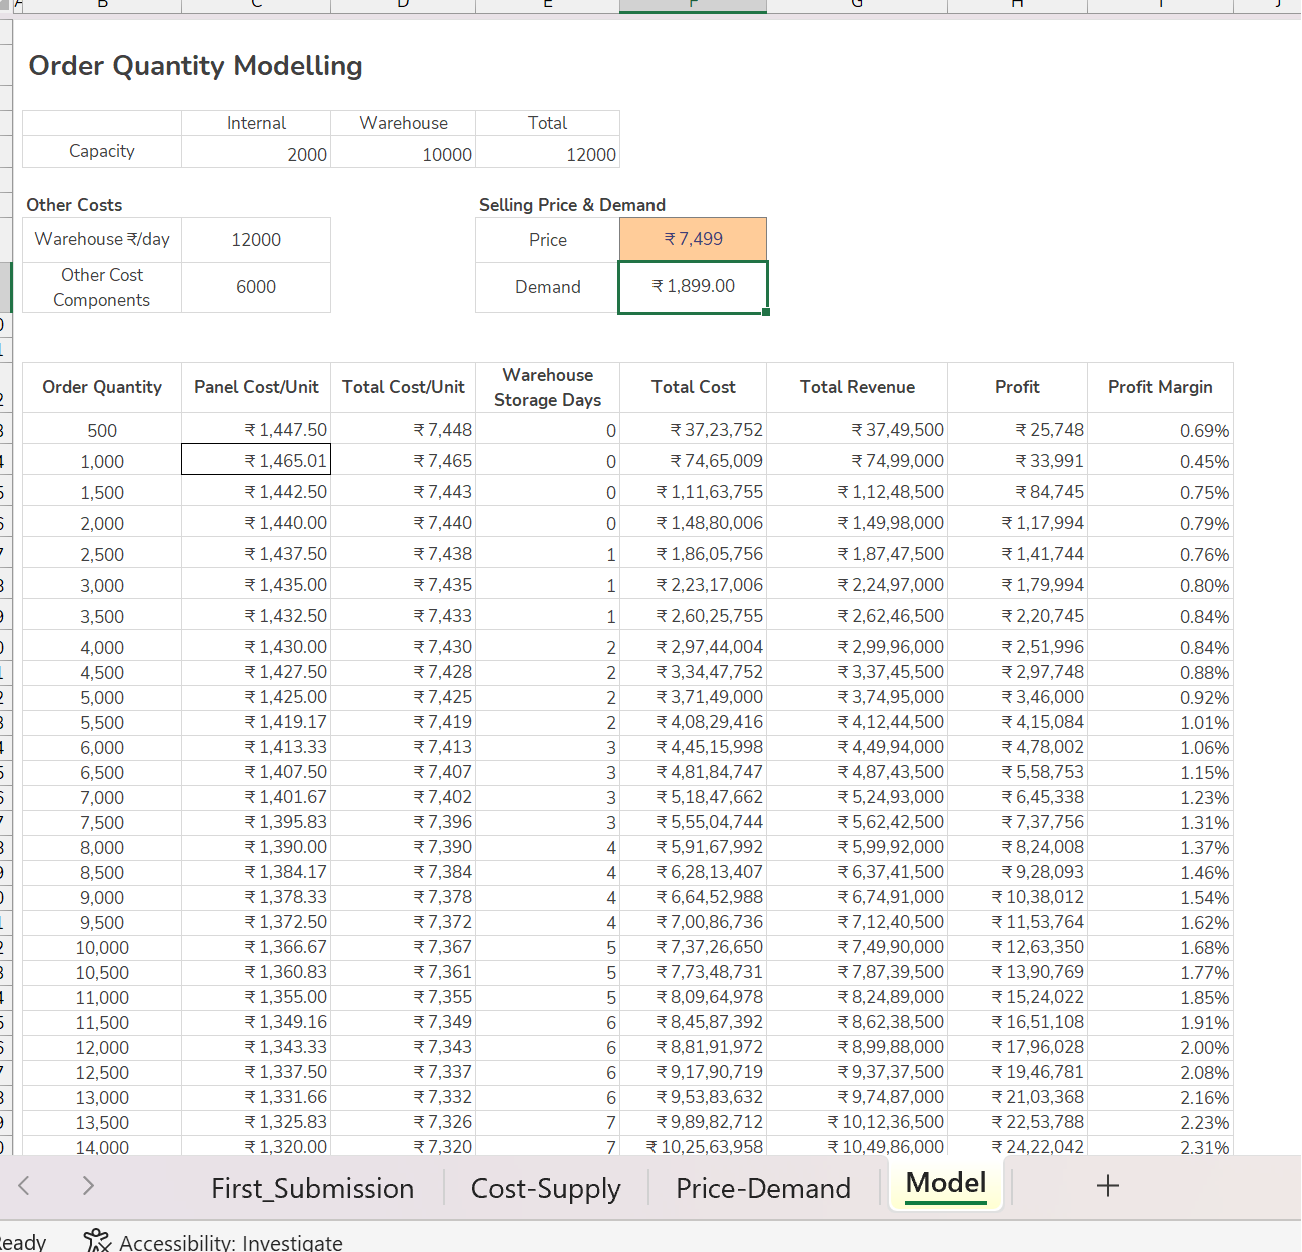 B C D E F G H I J
Order Quantity Modelling
Internal Warehouse Total
Capacity 2000 10000 12000
Other Costs Selling Price & Demand
Warehouse ₹/day 12000 Price ₹ 7,499
Other Cost Components 6000 Demand ₹ 1,899.00
Order Quantity Panel Cost/Unit Total Cost/Unit Warehouse Storage Days Total Cost Total Revenue Profit Profit Margin
500 ₹ 1,447.50 ₹ 7,448 0 ₹ 37,23,752 ₹ 37,49,500 ₹ 25,748 0.69%
1,000 ₹ 1,465.01 ₹ 7,465 0 ₹ 74,65,009 ₹ 74,99,000 ₹ 33,991 0.45%
1,500 ₹ 1,442.50 ₹ 7,443 0 ₹ 1,11,63,755 ₹ 1,12,48,500 ₹ 84,745 0.75%
2,000 ₹ 1,440.00 ₹ 7,440 0 ₹ 1,48,80,006 ₹ 1,49,98,000 ₹ 1,17,994 0.79%
2,500 ₹ 1,437.50 ₹ 7,438 1 ₹ 1,86,05,756 ₹ 1,87,47,500 ₹ 1,41,744 0.76%
3,000 ₹ 1,435.00 ₹ 7,435 1 ₹ 2,23,17,006 ₹ 2,24,97,000 ₹ 1,79,994 0.80%
3,500 ₹ 1,432.50 ₹ 7,433 1 ₹ 2,60,25,755 ₹ 2,62,46,500 ₹ 2,20,745 0.84%
4,000 ₹ 1,430.00 ₹ 7,430 2 ₹ 2,97,44,004 ₹ 2,99,96,000 ₹ 2,51,996 0.84%
4,500 ₹ 1,427.50 ₹ 7,428 2 ₹ 3,34,47,752 ₹ 3,37,45,500 ₹ 2,97,748 0.88%
5,000 ₹ 1,425.00 ₹ 7,425 2 ₹ 3,71,49,000 ₹ 3,74,95,000 ₹ 3,46,000 0.92%
5,500 ₹ 1,419.17 ₹ 7,419 2 ₹ 4,08,29,416 ₹ 4,12,44,500 ₹ 4,15,084 1.01%
6,000 ₹ 1,413.33 ₹ 7,413 3 ₹ 4,45,15,998 ₹ 4,49,94,000 ₹ 4,78,002 1.06%
6,500 ₹ 1,407.50 ₹ 7,407 3 ₹ 4,81,84,747 ₹ 4,87,43,500 ₹ 5,58,753 1.15%
7,000 ₹ 1,401.67 ₹ 7,402 3 ₹ 5,18,47,662 ₹ 5,24,93,000 ₹ 6,45,338 1.23%
7,500 ₹ 1,395.83 ₹ 7,396 3 ₹ 5,55,04,744 ₹ 5,62,42,500 ₹ 7,37,756 1.31%
8,000 ₹ 1,390.00 ₹ 7,390 4 ₹ 5,91,67,992 ₹ 5,99,92,000 ₹ 8,24,008 1.37%
8,500 ₹ 1,384.17 ₹ 7,384 4 ₹ 6,28,13,407 ₹ 6,37,41,500 ₹ 9,28,093 1.46%
9,000 ₹ 1,378.33 ₹ 7,378 4 ₹ 6,64,52,988 ₹ 6,74,91,000 ₹ 10,38,012 1.54%
9,500 ₹ 1,372.50 ₹ 7,372 4 ₹ 7,00,86,736 ₹ 7,12,40,500 ₹ 11,53,764 1.62%
10,000 ₹ 1,366.67 ₹ 7,367 5 ₹ 7,37,26,650 ₹ 7,49,90,000 ₹ 12,63,350 1.68%
10,500 ₹ 1,360.83 ₹ 7,361 5 ₹ 7,73,48,731 ₹ 7,87,39,500 ₹ 13,90,769 1.77%
11,000 ₹ 1,355.00 ₹ 7,355 5 ₹ 8,09,64,978 ₹ 8,24,89,000 ₹ 15,24,022 1.85%
11,500 ₹ 1,349.16 ₹ 7,349 6 ₹ 8,45,87,392 ₹ 8,62,38,500 ₹ 16,51,108 1.91%
12,000 ₹ 1,343.33 ₹ 7,343 6 ₹ 8,81,91,972 ₹ 8,99,88,000 ₹ 17,96,028 2.00%
12,500 ₹ 1,337.50 ₹ 7,337 6 ₹ 9,17,90,719 ₹ 9,37,37,500 ₹ 19,46,781 2.08%
13,000 ₹ 1,331.66 ₹ 7,332 6 ₹ 9,53,83,632 ₹ 9,74,87,000 ₹ 21,03,368 2.16%
13,500 ₹ 1,325.83 ₹ 7,326 7 ₹ 9,89,82,712 ₹ 10,12,36,500 ₹ 22,53,788 2.23%
14,000 ₹ 1,320.00 ₹ 7,320 7 ₹ 10,25,63,958 ₹ 10,49,86,000 ₹ 24,22,042 2.31%
First_Submission Cost-Supply Price-Demand Model +
eady Accessibility: Investigate